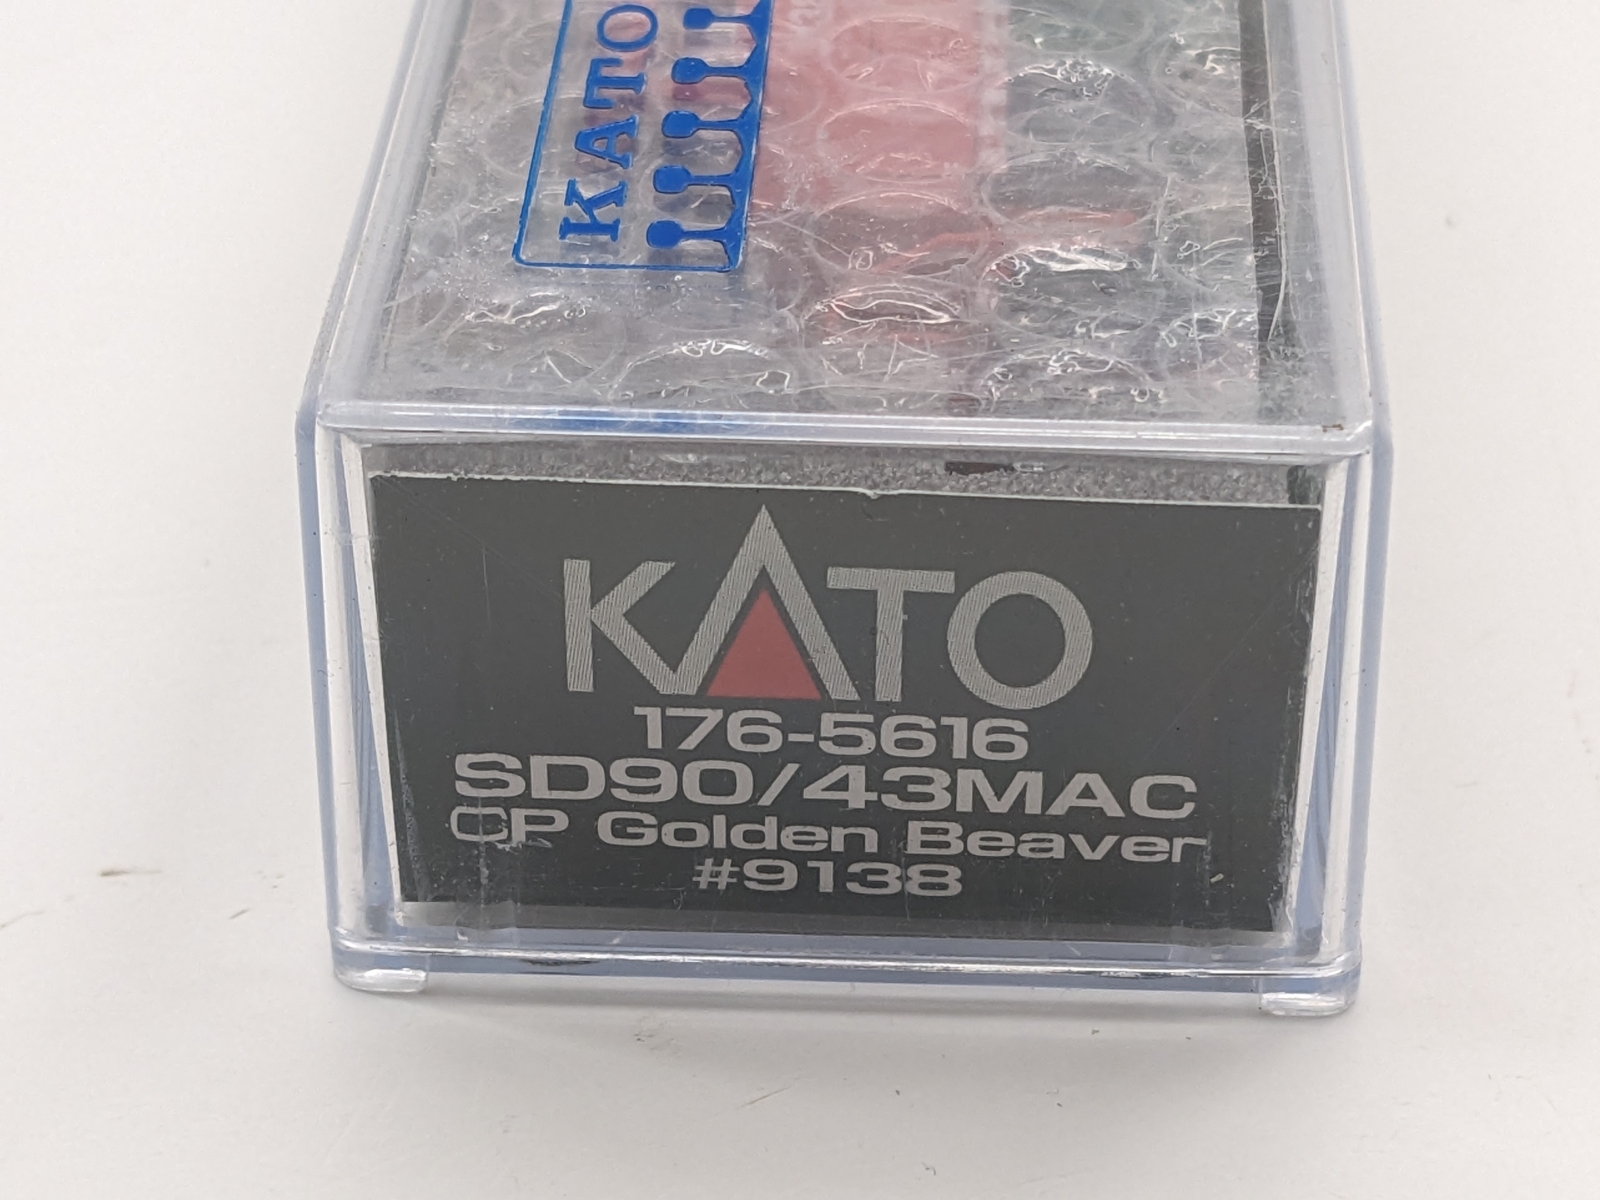 KATO
KATO
176-5616
SD90/43MAC
CP Golden Beaver
#9138